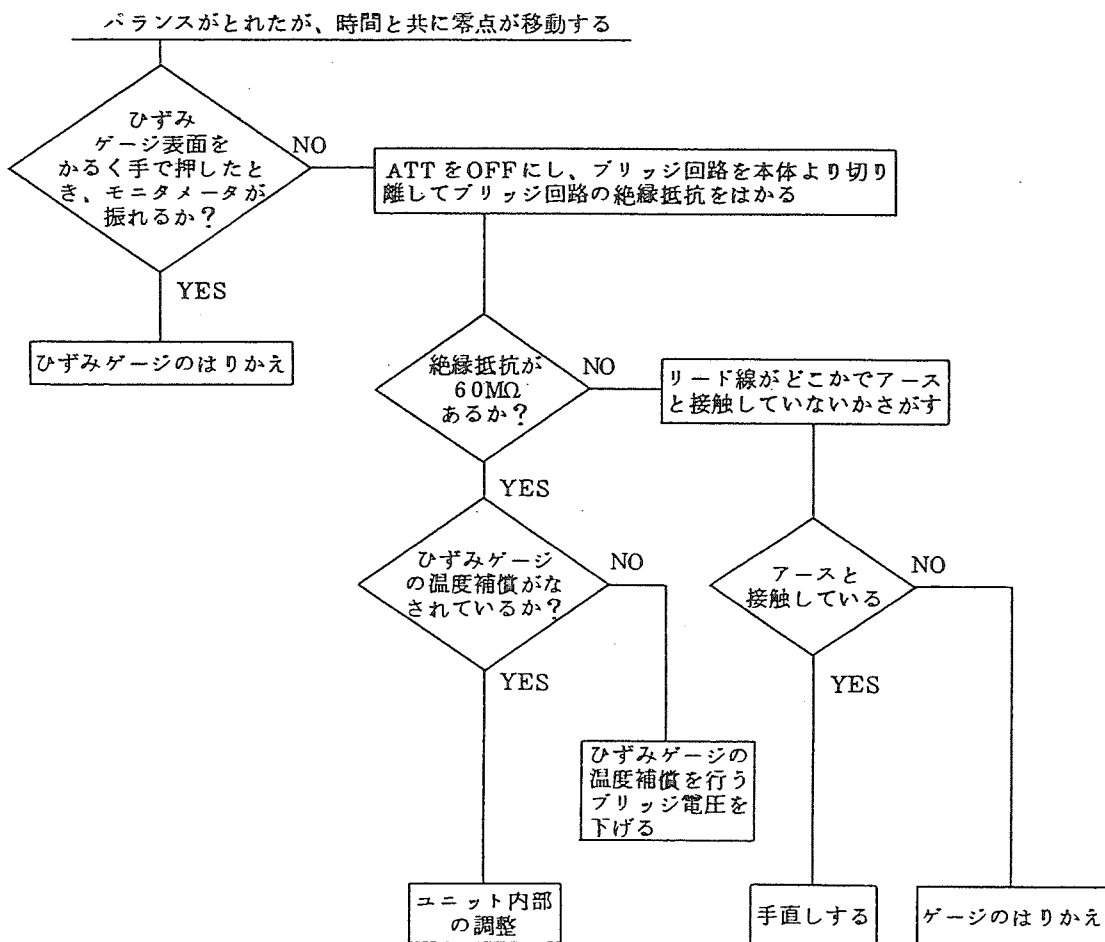 バランスがとれたが、時間と共に零点が移動する
ひずみ
ゲージ表面を
かるく手で押したと
き、モニタメータが
振れるか?
NO
ATTをOFFにし、ブリッジ回路を本体より切り
離してブリッジ回路の絶縁抵抗をはかる
YES
ひずみゲージのはりかえ
絶縁抵抗が
60MΩ
あるか?
NO
リード線がどこかでアース
と接触していないかさがす
YES
ひずみゲージ
の温度補償がな
されているか?
NO
アースと
接触している
NO
YES
YES
ひずみゲージの
温度補償を行う
ブリッジ電圧を
下げる
ユニット内部
の調整
手直しする
ゲージのはりかえ